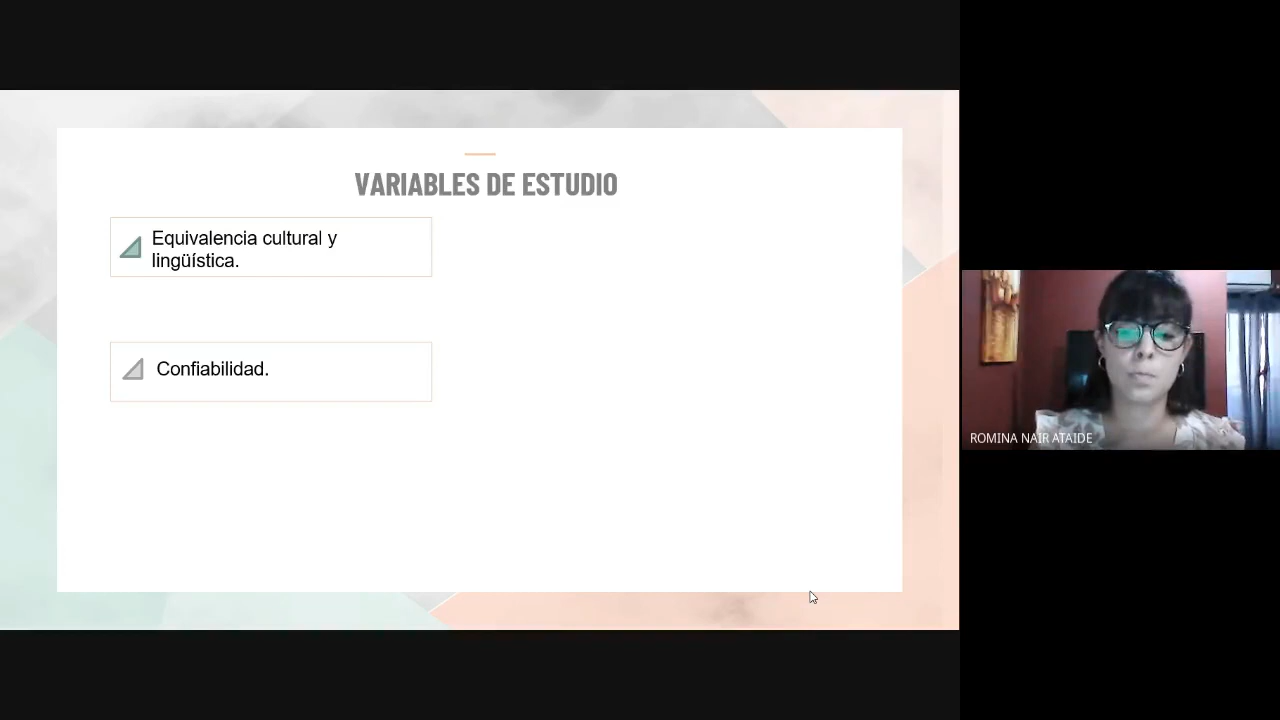 VARIABLES DE ESTUDIO
Equivalencia cultural y
lingüística.
Confiabilidad.
ROMINA NAIR ATAIDE